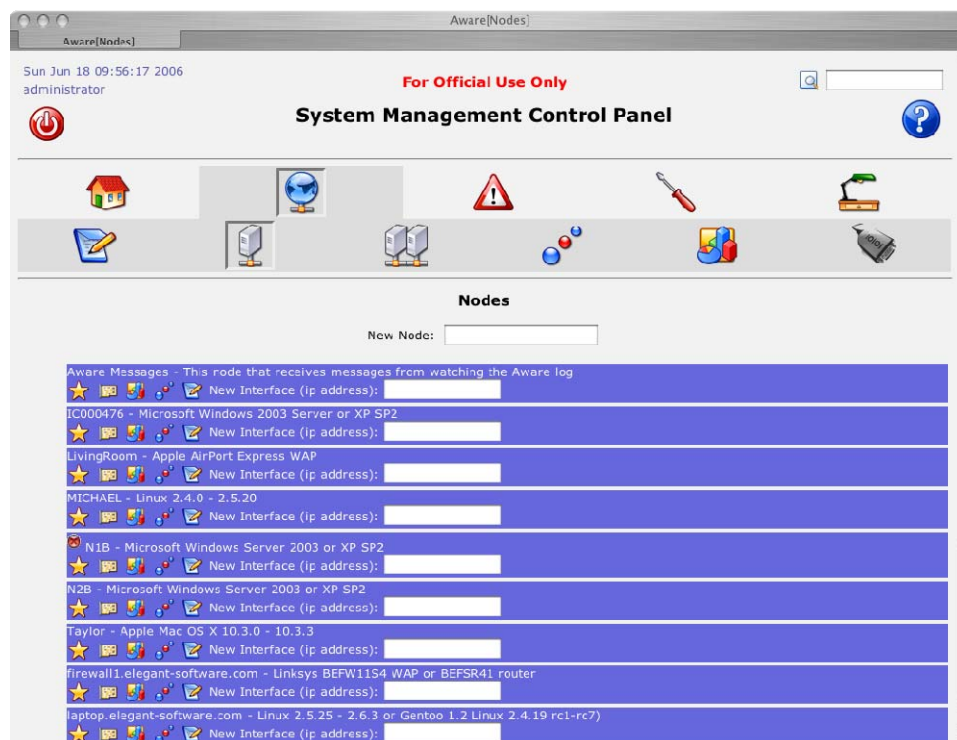 Aware[Nodes]
Aware[Nodes]
Sun Jun 18 09:56:17 2006
administrator
For Official Use Only
System Management Control Panel
Nodes
New Node:
Aware Messages - This node that receives messages from watching the Aware log
New Interface (ip address):
IC000476 - Microsoft Windows 2003 Server or XP SP2
New Interface (ip address):
LivingRoom - Apple AirPort Express WAP
New Interface (ip address):
MICHAEL - Linux 2.4.0 - 2.5.20
New Interface (ip address):
N1B - Microsoft Windows Server 2003 or XP SP2
New Interface (ip address):
N2B - Microsoft Windows Server 2003 or XP SP2
New Interface (ip address):
Taylor - Apple Mac OS X 10.3.0 - 10.3.3
New Interface (ip address):
firewall1.elegant-software.com - Linksys BEFW11S4 WAP or BEFSR41 router
New Interface (ip address):
laptop.elegant-software.com - Linux 2.5.25 - 2.6.3 or Gentoo 1.2 Linux 2.4.19 rc1-rc7)
New Interface (ip address):